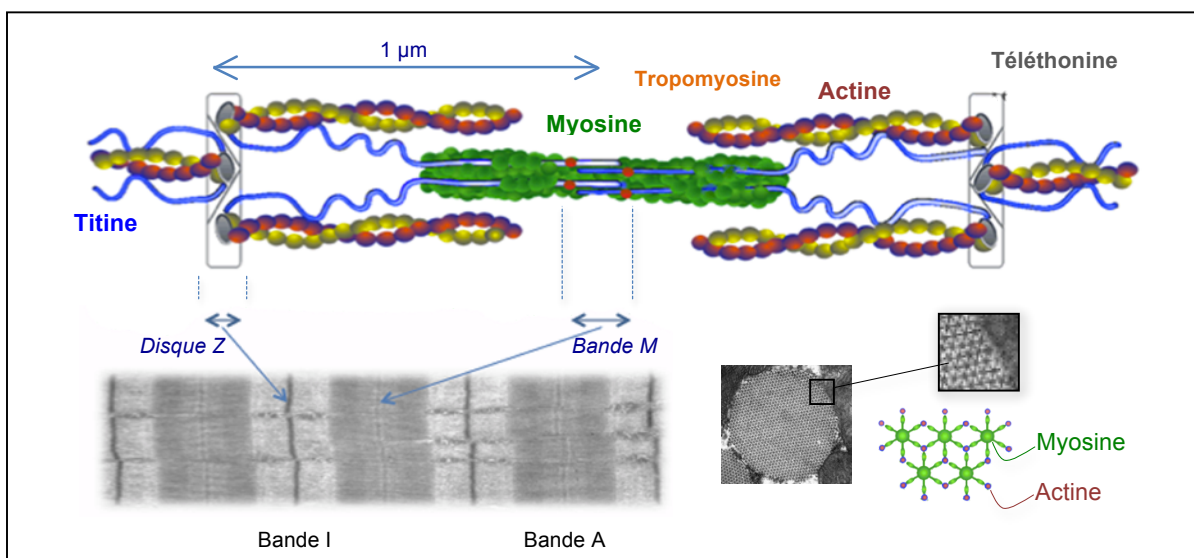 1 µm
Téléthonine
Tropomyosine
Actine
Myosine
Titine
Disque Z
Bande M
Myosine
Actine
Bande I
Bande A